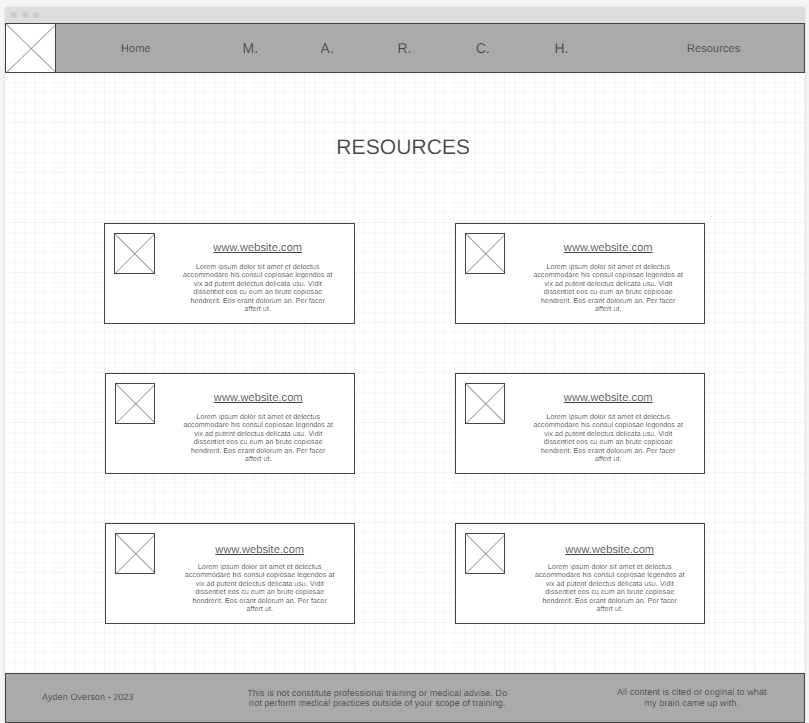 Home M. A. R. C. H. Resources
RESOURCES
www.website.com
Lorem ipsum dolor sit amet et delectus
accommodare his consul copiosae legendos at
vix ad putent delectus delicata usu. Vidit
dissentiet eos cu eum an brute copiosae
hendrerit. Eos erant dolorum an. Per facer
affert ut.
www.website.com
Lorem ipsum dolor sit amet et delectus
accommodare his consul copiosae legendos at
vix ad putent delectus delicata usu. Vidit
dissentiet eos cu eum an brute copiosae
hendrerit. Eos erant dolorum an. Per facer
affert ut.
www.website.com
Lorem ipsum dolor sit amet et delectus
accommodare his consul copiosae legendos at
vix ad putent delectus delicata usu. Vidit
dissentiet eos cu eum an brute copiosae
hendrerit. Eos erant dolorum an. Per facer
affert ut.
www.website.com
Lorem ipsum dolor sit amet et delectus
accommodare his consul copiosae legendos at
vix ad putent delectus delicata usu. Vidit
dissentiet eos cu eum an brute copiosae
hendrerit. Eos erant dolorum an. Per facer
affert ut.
www.website.com
Lorem ipsum dolor sit amet et delectus
accommodare his consul copiosae legendos at
vix ad putent delectus delicata usu. Vidit
dissentiet eos cu eum an brute copiosae
hendrerit. Eos erant dolorum an. Per facer
affert ut.
www.website.com
Lorem ipsum dolor sit amet et delectus
accommodare his consul copiosae legendos at
vix ad putent delectus delicata usu. Vidit
dissentiet eos cu eum an brute copiosae
hendrerit. Eos erant dolorum an. Per facer
affert ut.
Ayden Overson - 2023
This is not constitute professional training or medical advise. Do
not perform medical practices outside of your scope of training.
All content is cited or original to what
my brain came up with.